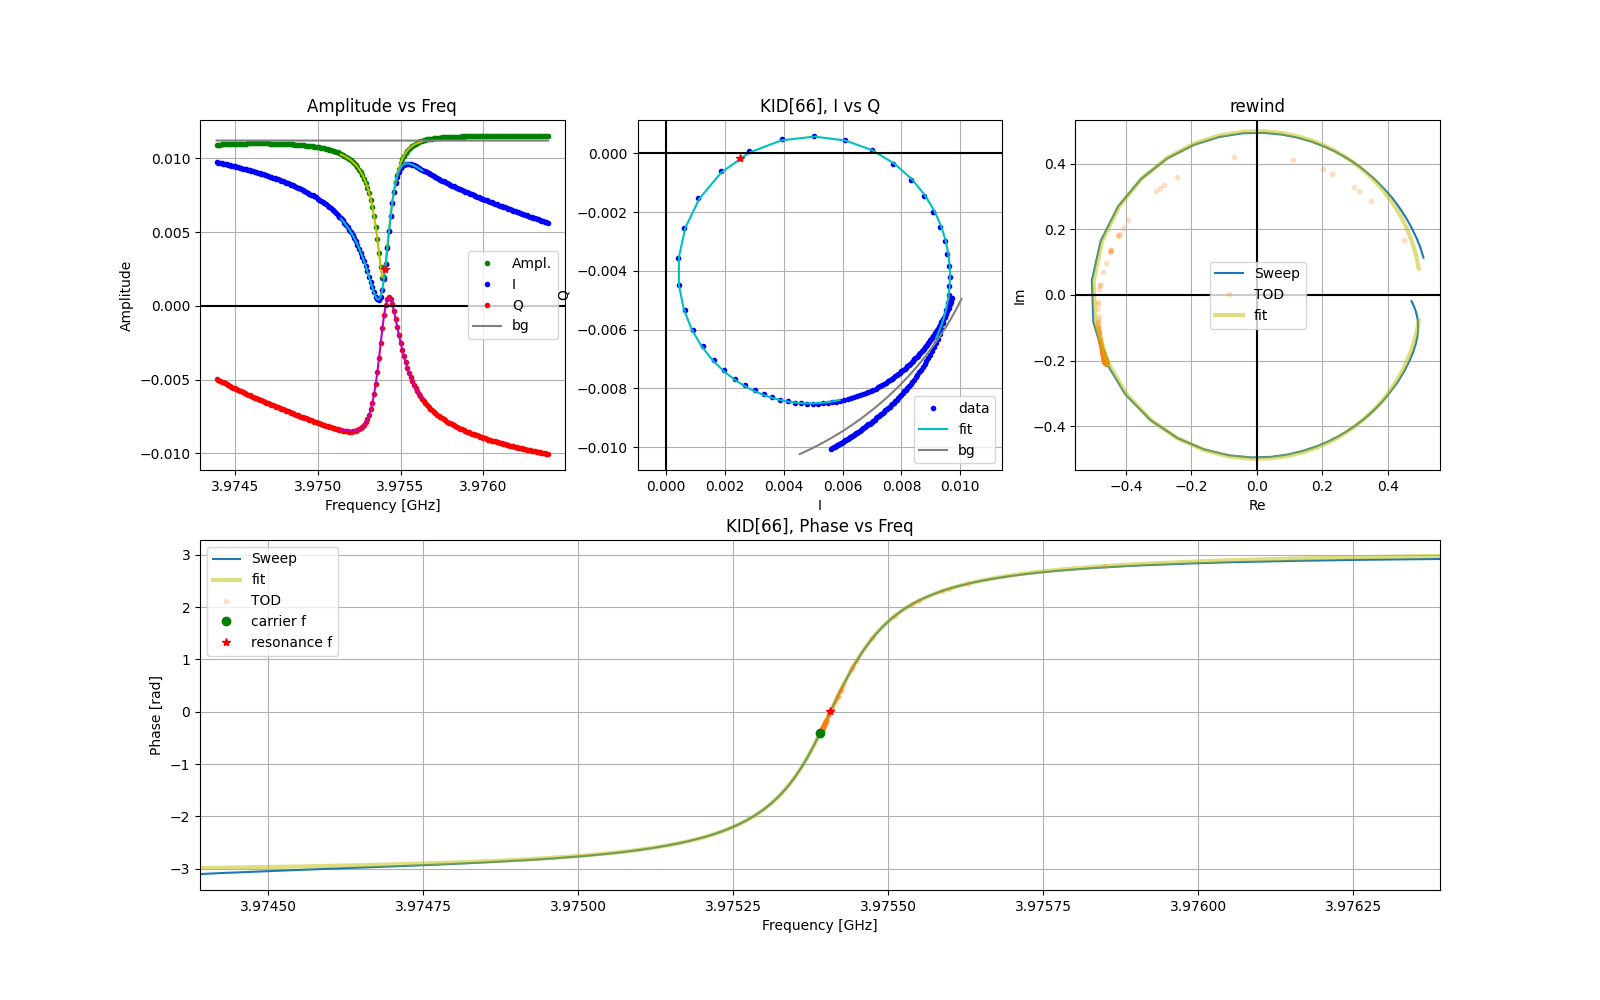 Amplitude vs Freq
Amplitude
0.010
0.005
0.000
−0.005
−0.010
3.9745
3.9750
3.9755
3.9760
Frequency [GHz]
Ampl.
I
Q
bg
KID[66], I vs Q
Q
0.000
−0.002
−0.004
−0.006
−0.008
−0.010
0.000
0.002
0.004
0.006
0.008
0.010
I
data
fit
bg
rewind
Im
0.4
0.2
0.0
−0.2
−0.4
−0.4
−0.2
0.0
0.2
0.4
Re
Sweep
TOD
fit
KID[66], Phase vs Freq
Phase [rad]
3
2
1
0
−1
−2
−3
3.97450
3.97475
3.97500
3.97525
3.97550
3.97575
3.97600
3.97625
Frequency [GHz]
Sweep
fit
TOD
carrier f
resonance f